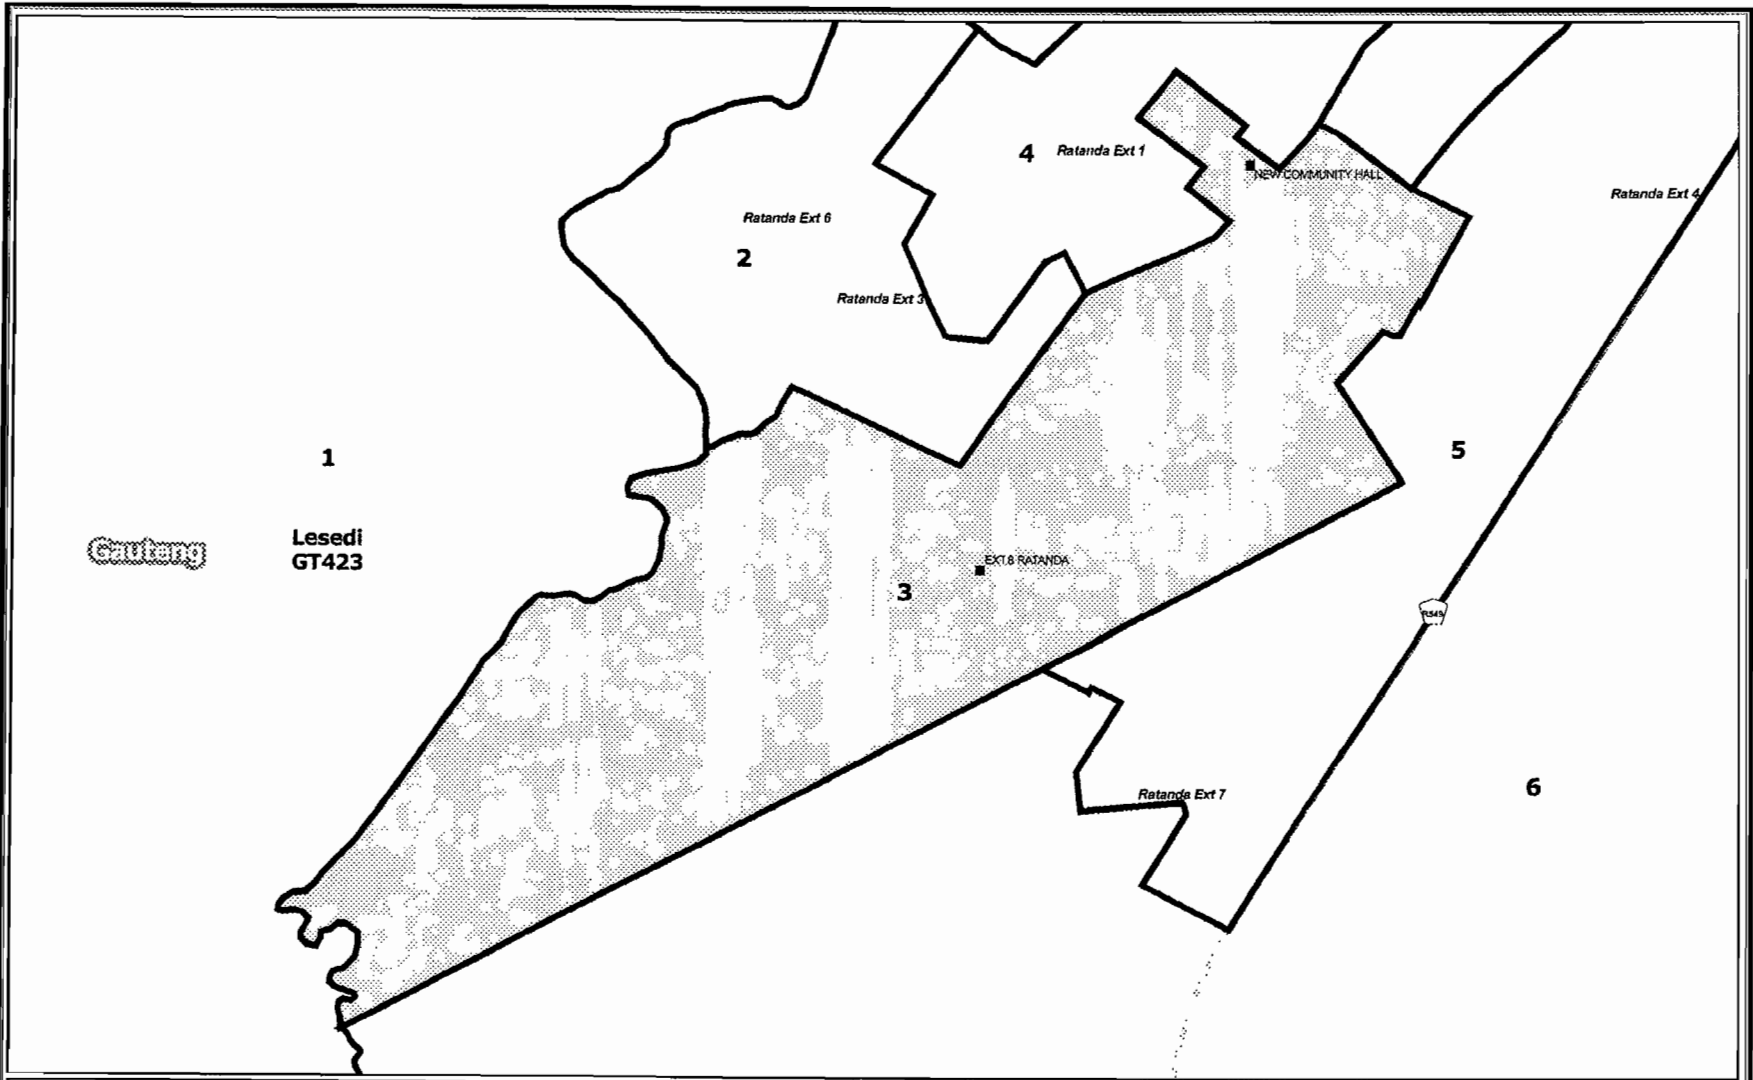 4
Ratanda Ext 1
NEW COMMUNITY HALL
Ratanda Ext 4
Ratanda Ext 6
2
Ratanda Ext 3
1
5
Gauteng
Lesedi
GT423
EXT.8 RATANDA
3
R549
Ratanda Ext 7
6